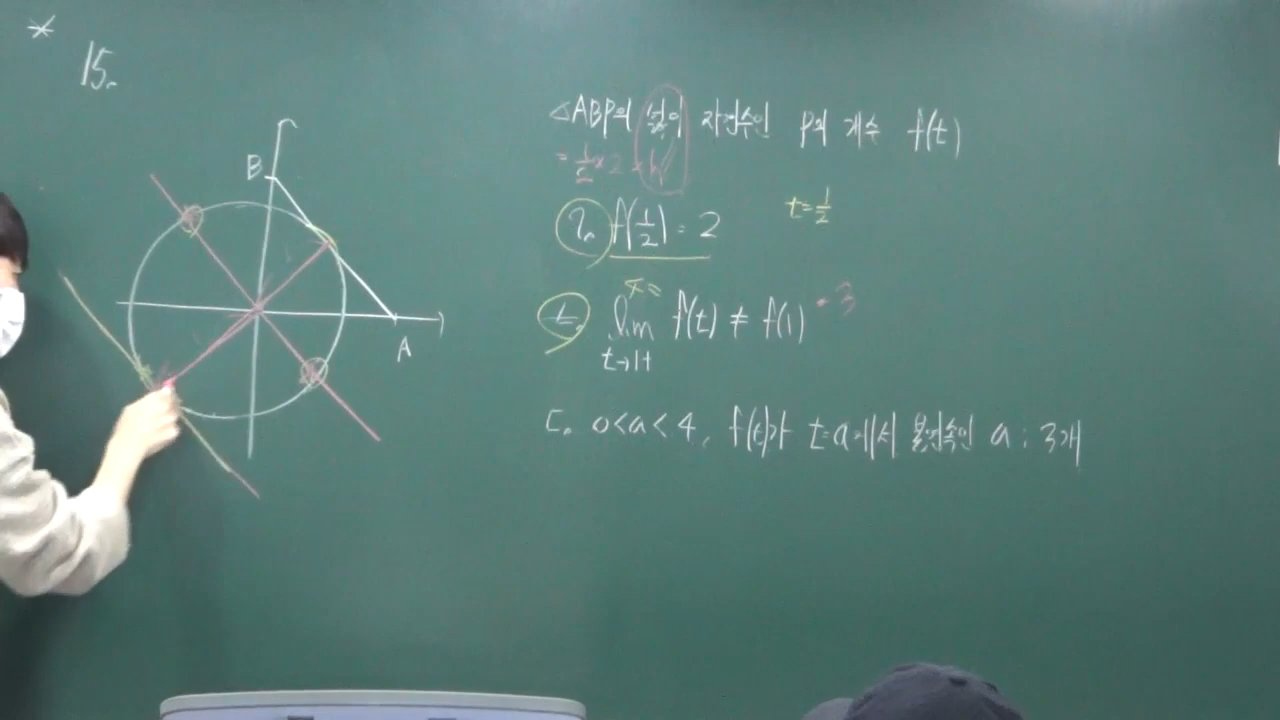 *
15.
B
A
△ABP의 넓이 자연수인 P의 개수 f(t)
= 1/2 × 2 × h
t = 1/2
ㄱ. f(1/2) = 2
4=
3
ㄴ. lim t→1+ f(t) ≠ f(1)
ㄷ. 0<a<4, f(t)가 t=a에서 불연속인 a : 3개